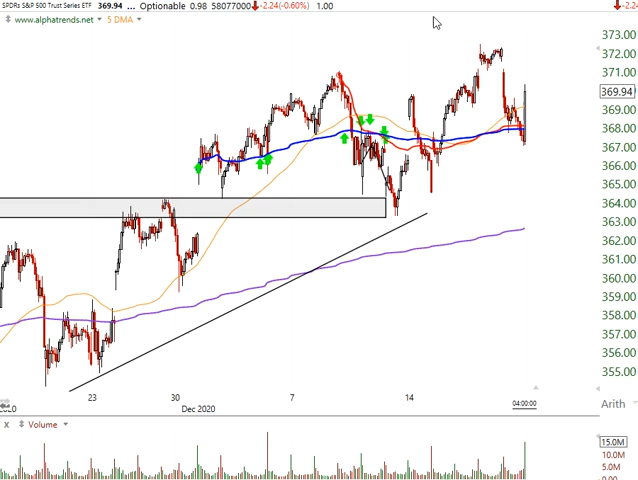 SPDRs S&P 500 Trust Series ETF 369.94 ... Optionable 0.98 58077000 -2.24(-0.60%) 1.00 -2.24
www.alphatrends.net 5 DMA
373.00
372.00
371.00
369.94
369.00
368.00
367.00
366.00
365.00
364.00
363.00
362.00
361.00
360.00
359.00
358.00
357.00
356.00
355.00
23 30 7 14
Dec 2020 04:00:00 Arith
X Volume
15.0M
10.0M
5.0M